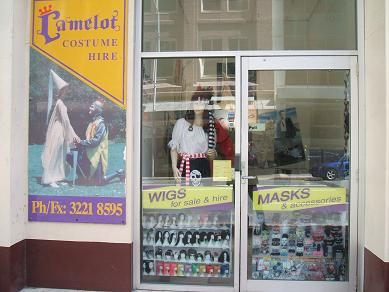 Camelot
COSTUME
HIRE
Ph/Fx: 3221 8595
WIGS
for sale & hire
MASKS
& accessories